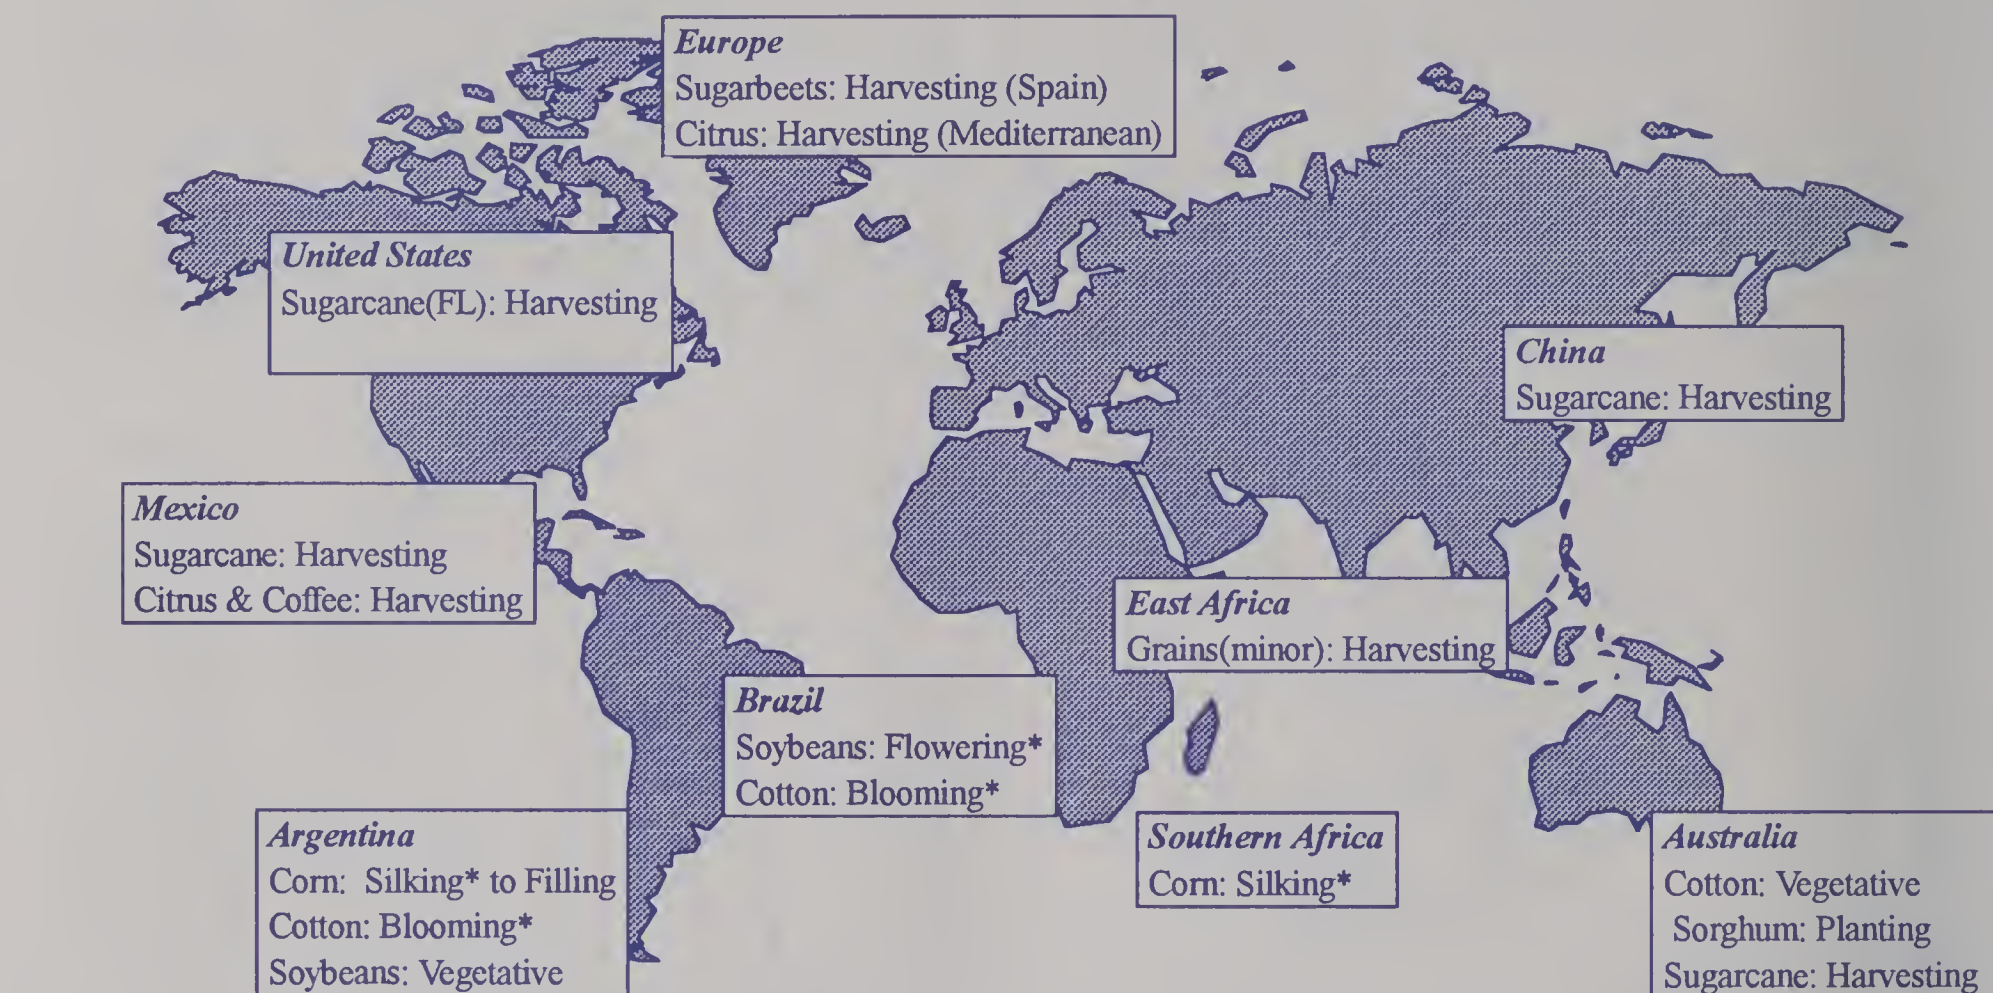 Europe
Sugarbeets: Harvesting (Spain)
Citrus: Harvesting (Mediterranean)
United States
Sugarcane(FL): Harvesting
China
Sugarcane: Harvesting
Mexico
Sugarcane: Harvesting
Citrus & Coffee: Harvesting
East Africa
Grains(minor): Harvesting
Brazil
Soybeans: Flowering*
Cotton: Blooming*
Argentina
Corn: Silking* to Filling
Cotton: Blooming*
Soybeans: Vegetative
Southern Africa
Corn: Silking*
Australia
Cotton: Vegetative
Sorghum: Planting
Sugarcane: Harvesting